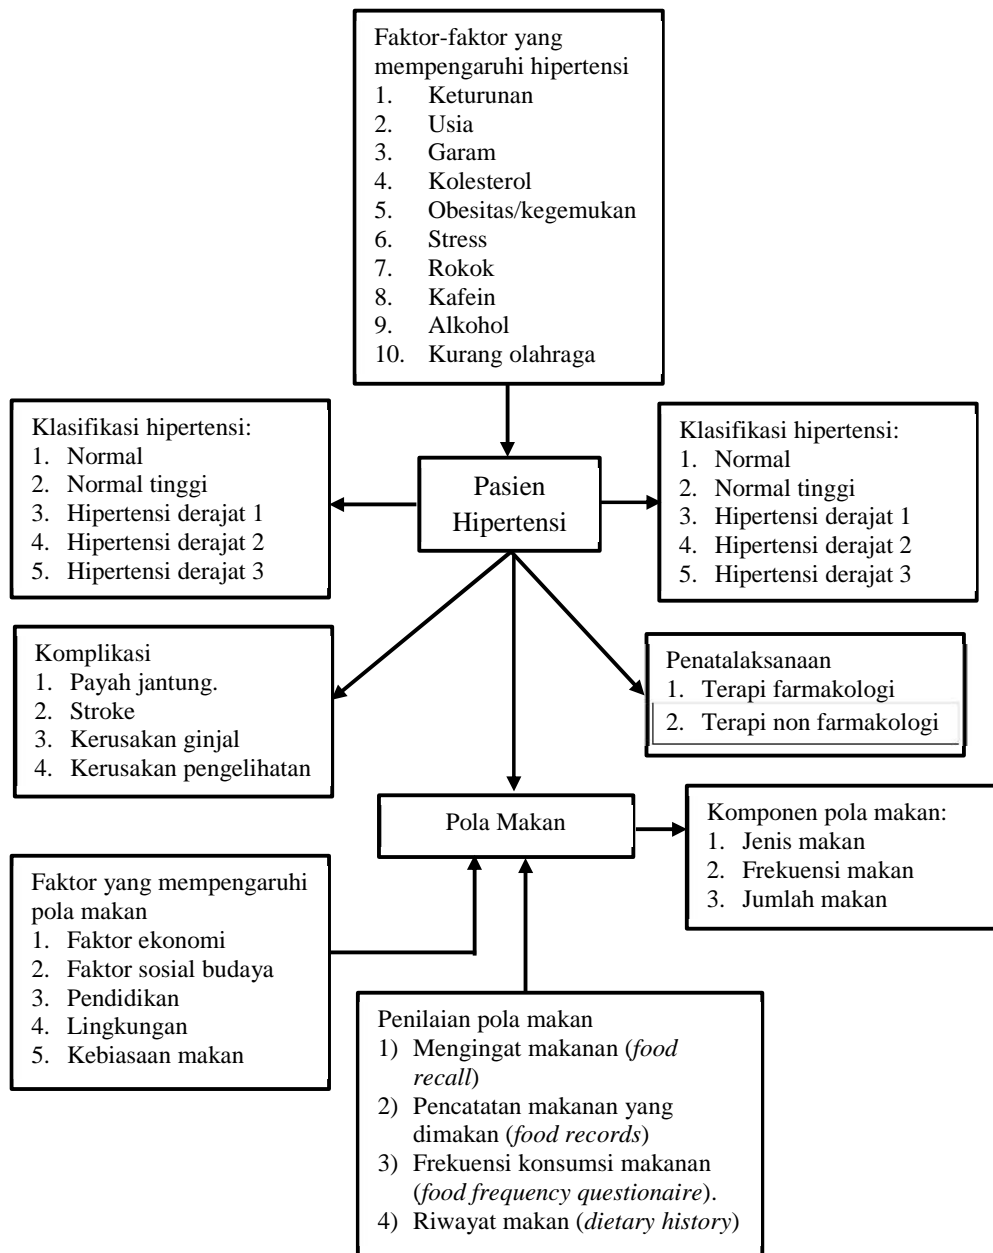 Faktor-faktor yang
mempengaruhi hipertensi
1. Keturunan
2. Usia
3. Garam
4. Kolesterol
5. Obesitas/kegemukan
6. Stress
7. Rokok
8. Kafein
9. Alkohol
10. Kurang olahraga
Klasifikasi hipertensi:
1. Normal
2. Normal tinggi
3. Hipertensi derajat 1
4. Hipertensi derajat 2
5. Hipertensi derajat 3
Pasien
Hipertensi
Klasifikasi hipertensi:
1. Normal
2. Normal tinggi
3. Hipertensi derajat 1
4. Hipertensi derajat 2
5. Hipertensi derajat 3
Komplikasi
1. Payah jantung.
2. Stroke
3. Kerusakan ginjal
4. Kerusakan pengelihatan
Penatalaksanaan
1. Terapi farmakologi
2. Terapi non farmakologi
Pola Makan
Komponen pola makan:
1. Jenis makan
2. Frekuensi makan
3. Jumlah makan
Faktor yang mempengaruhi
pola makan
1. Faktor ekonomi
2. Faktor sosial budaya
3. Pendidikan
4. Lingkungan
5. Kebiasaan makan
Penilaian pola makan
1) Mengingat makanan (food
recall)
2) Pencatatan makanan yang
dimakan (food records)
3) Frekuensi konsumsi makanan
(food frequency questionaire).
4) Riwayat makan (dietary history)